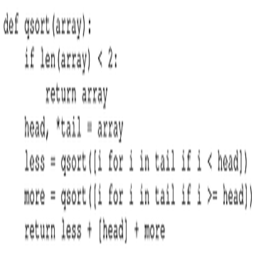 def qsort(array):
    if len(array) < 2:
        return array
    head, *tail = array
    less = qsort([i for i in tail if i < head])
    more = qsort([i for i in tail if i >= head])
    return less + [head] + more